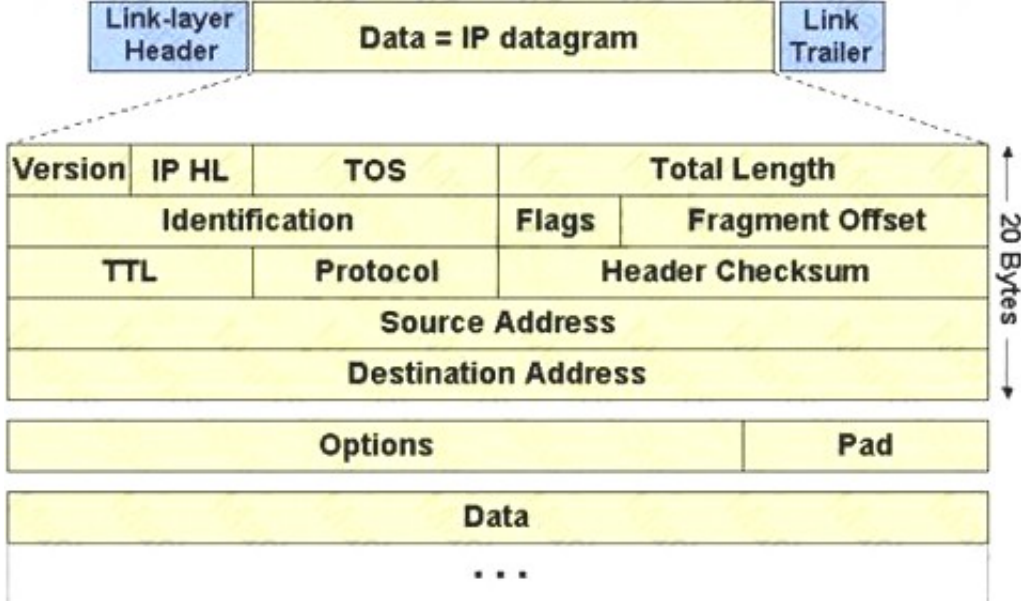 Link-layer
Header
Data = IP datagram
Link
Trailer
Version IP HL TOS Total Length
Identification Flags Fragment Offset
TTL Protocol Header Checksum
Source Address
Destination Address
20 Bytes
Options Pad
Data
...